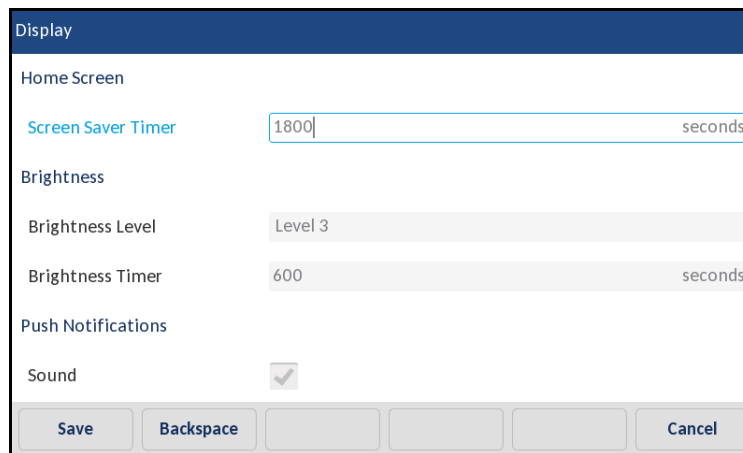 Display
Home Screen
Screen Saver Timer 1800 seconds
Brightness
Brightness Level Level 3
Brightness Timer 600 seconds
Push Notifications
Sound
Save Backspace Cancel